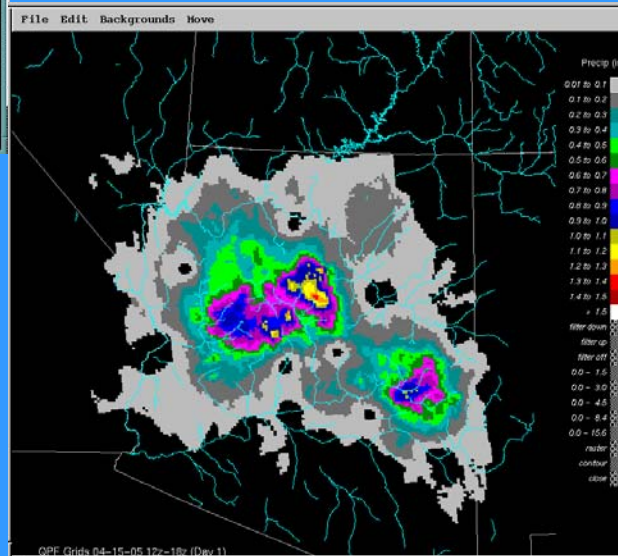 File Edit Backgrounds Move
Precip (i
0.01 to 0.1
0.1 to 0.2
0.2 to 0.3
0.3 to 0.4
0.4 to 0.5
0.5 to 0.6
0.6 to 0.7
0.7 to 0.8
0.8 to 0.9
0.9 to 1.0
1.0 to 1.1
1.1 to 1.2
1.2 to 1.3
1.3 to 1.4
1.4 to 1.5
> 1.5
filter down
filter up
filter off
0.0 - 1.5
0.0 - 3.0
0.0 - 4.5
0.0 - 8.4
0.0 - 15.6
raster
contour
close
QPF Grids 04-15-05 12z-18z (Day 1)